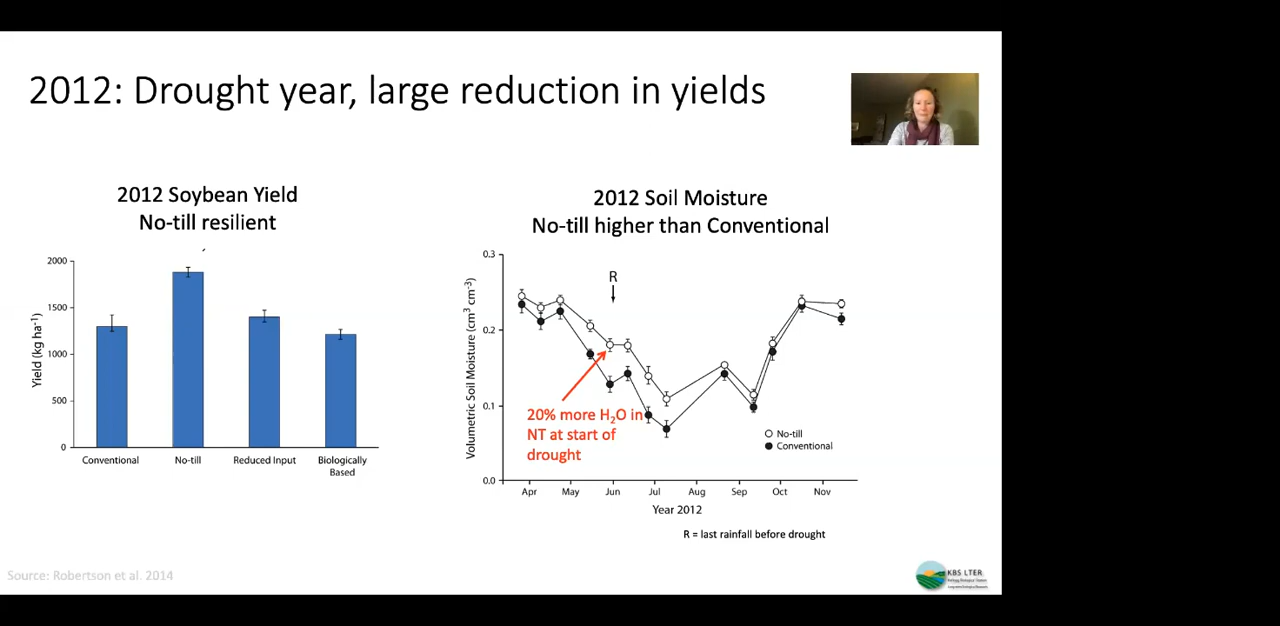 2012: Drought year, large reduction in yields
2012 Soybean Yield
No-till resilient
2000
1500
1000
500
0
Yield (kg ha⁻¹)
Conventional
No-till
Reduced Input
Biologically
Based
2012 Soil Moisture
No-till higher than Conventional
0.3
0.2
0.1
0.0
Volumetric Soil Moisture (cm³ cm⁻³)
R
20% more H₂O in
NT at start of
drought
No-till
Conventional
Apr May Jun Jul Aug Sep Oct Nov
Year 2012
R = last rainfall before drought
Source: Robertson et al. 2014
KBS LTER